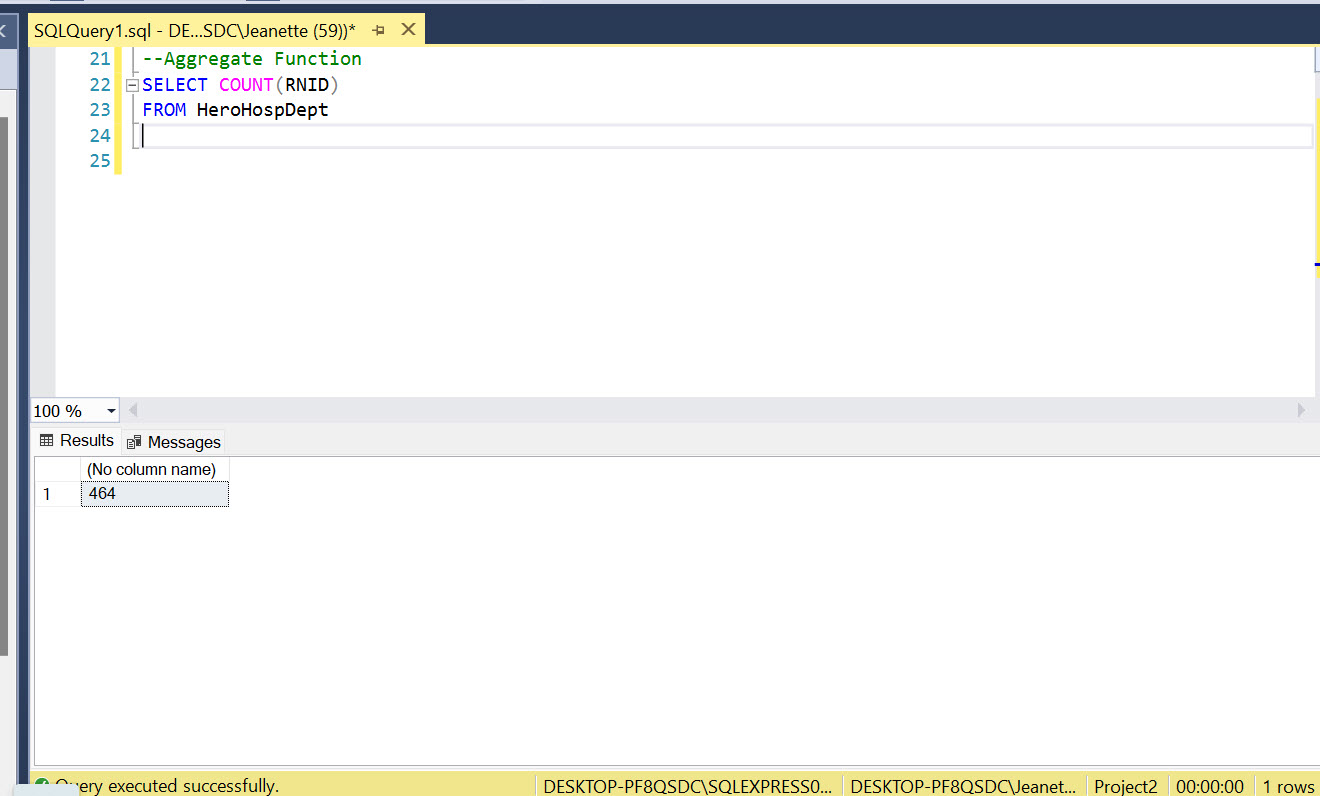 SQLQuery1.sql - DE...SDC\Jeanette (59))*
21 --Aggregate Function
22 SELECT COUNT(RNID)
23 FROM HeroHospDept
24
25
100 %
Results Messages
(No column name)
1 464
Query executed successfully. DESKTOP-PF8QSDC\SQLEXPRESS0... DESKTOP-PF8QSDC\Jeanet... Project2 00:00:00 1 rows